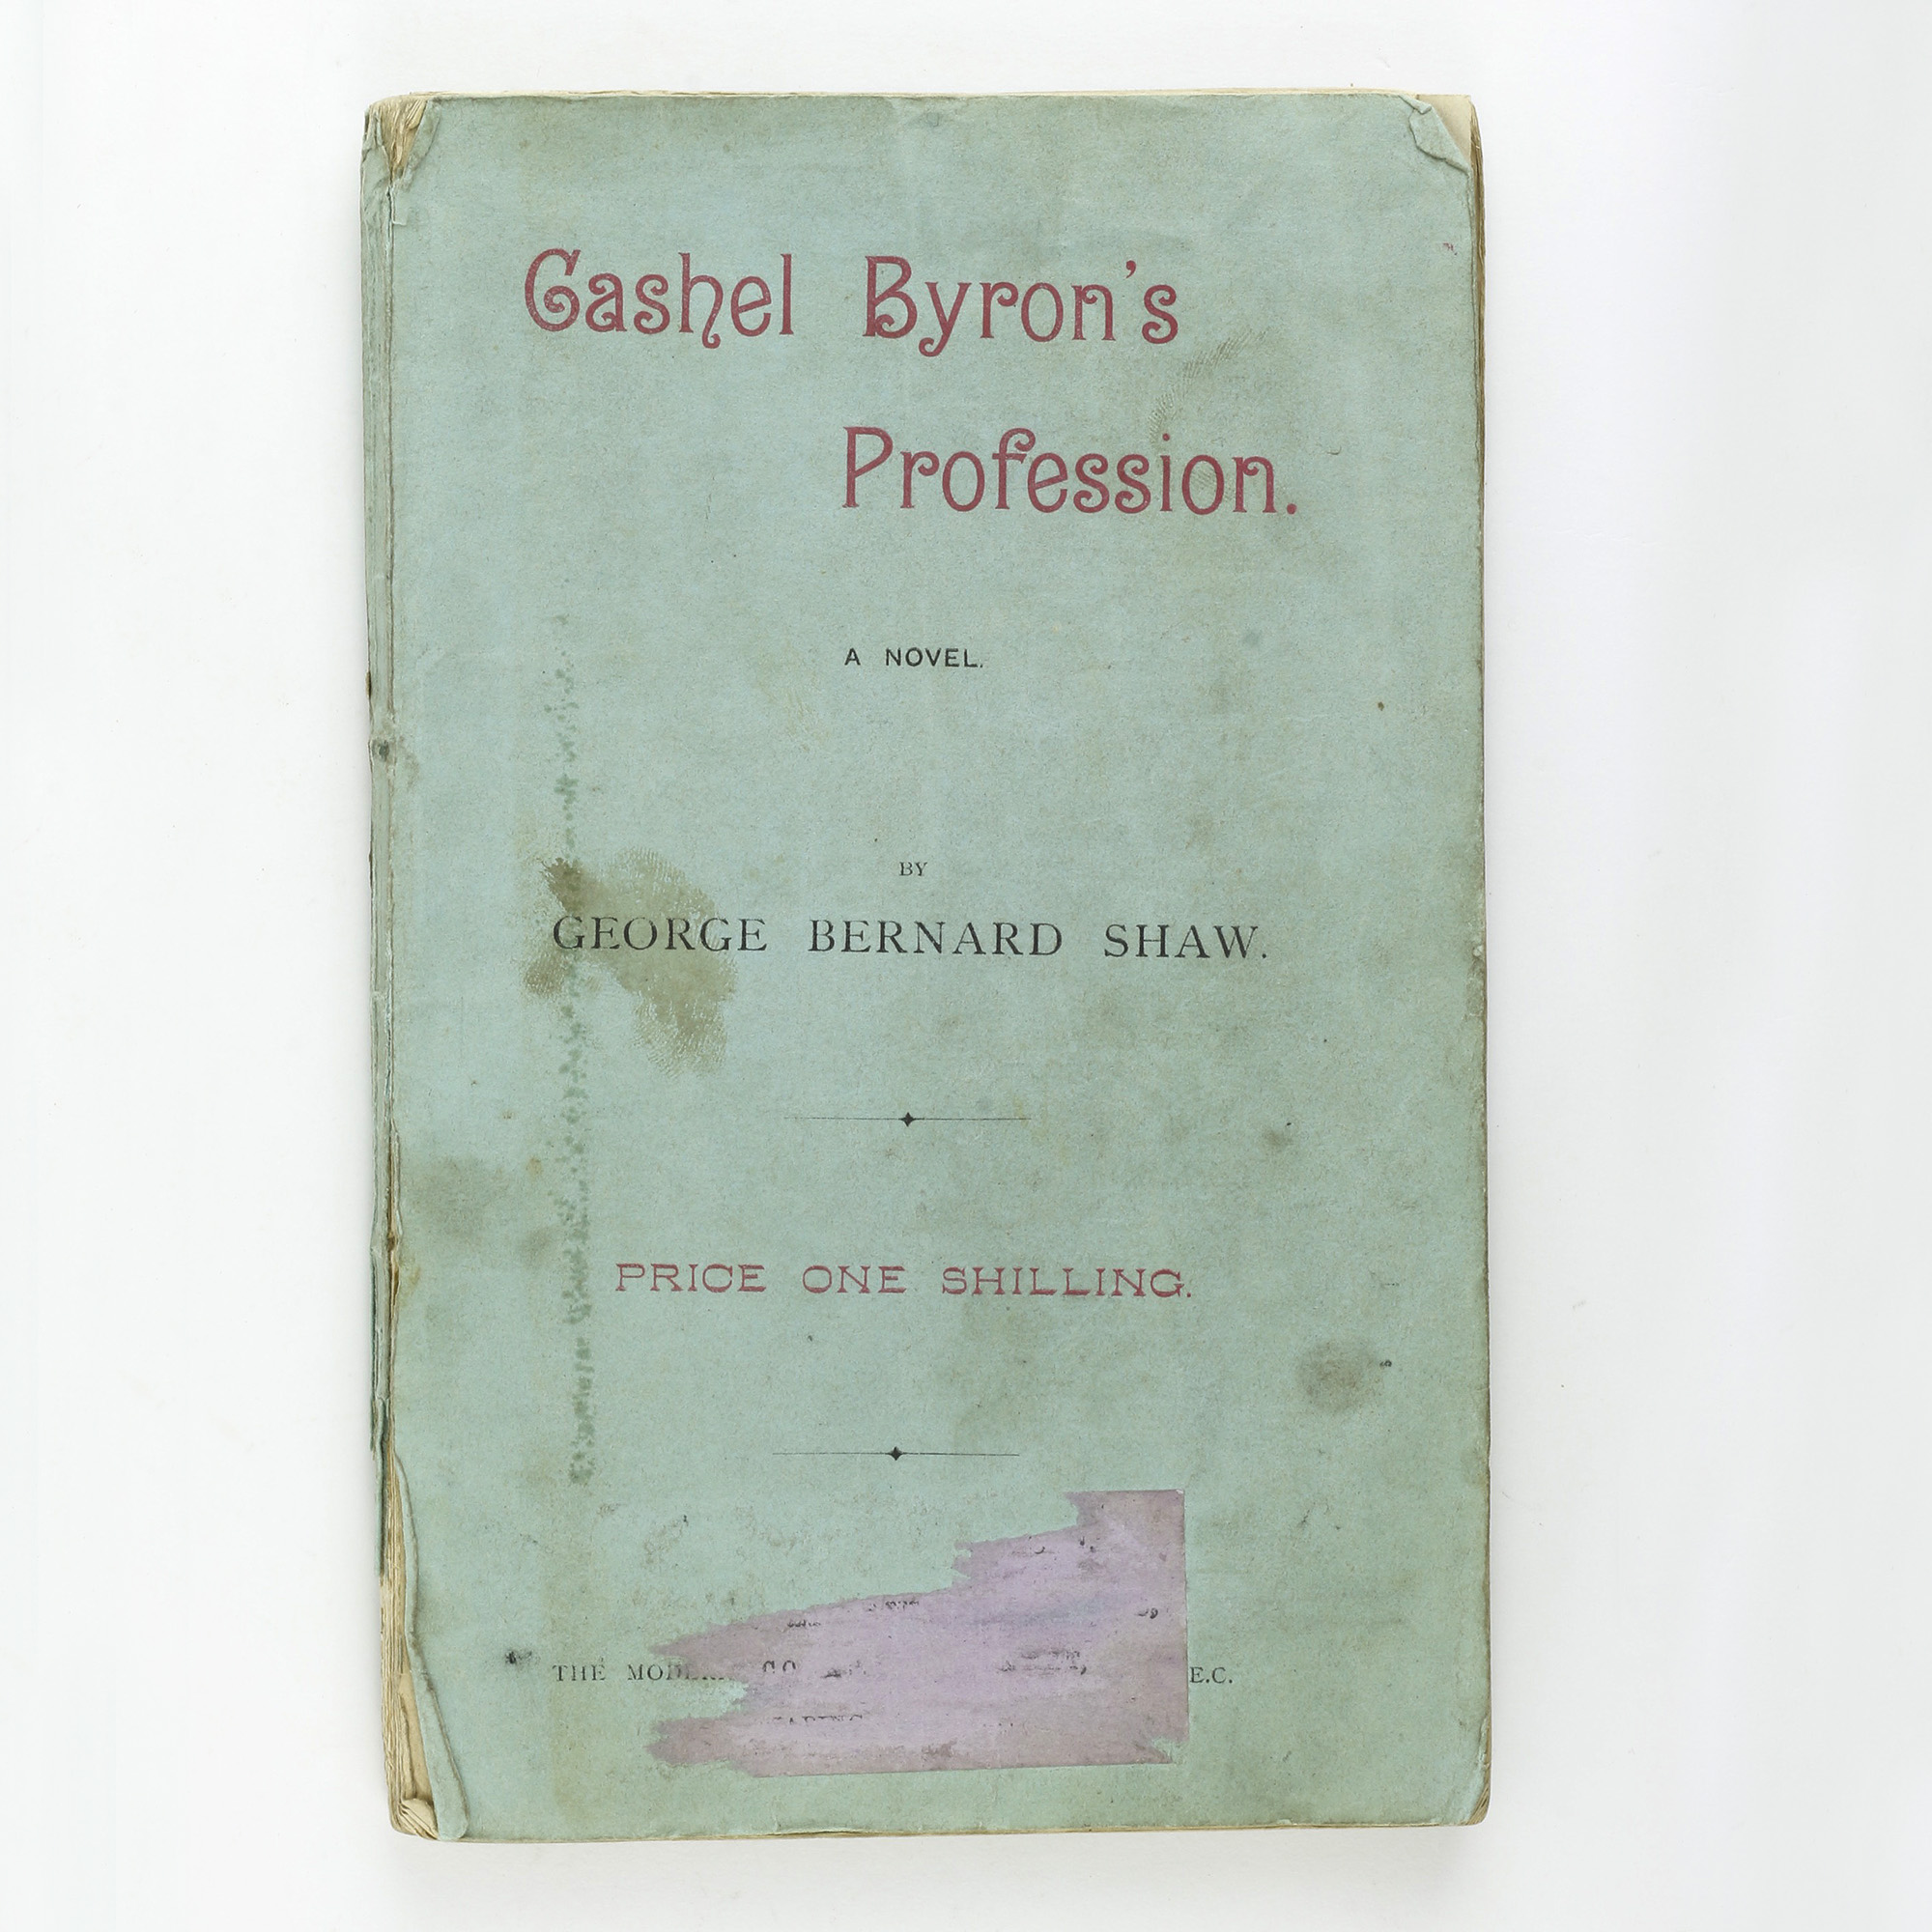 Cashel Byron's
Profession.
A NOVEL.
BY
GEORGE BERNARD SHAW.
PRICE ONE SHILLING.
THE E.C.